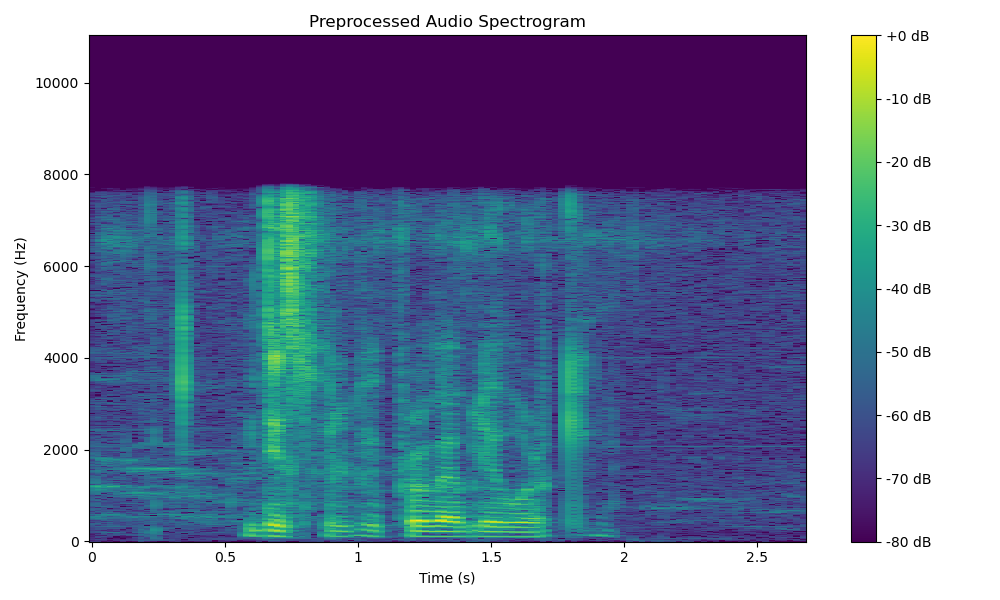 Preprocessed Audio Spectrogram
Frequency (Hz)
10000
8000
6000
4000
2000
0
0
0.5
1
1.5
2
2.5
Time (s)
+0 dB
-10 dB
-20 dB
-30 dB
-40 dB
-50 dB
-60 dB
-70 dB
-80 dB